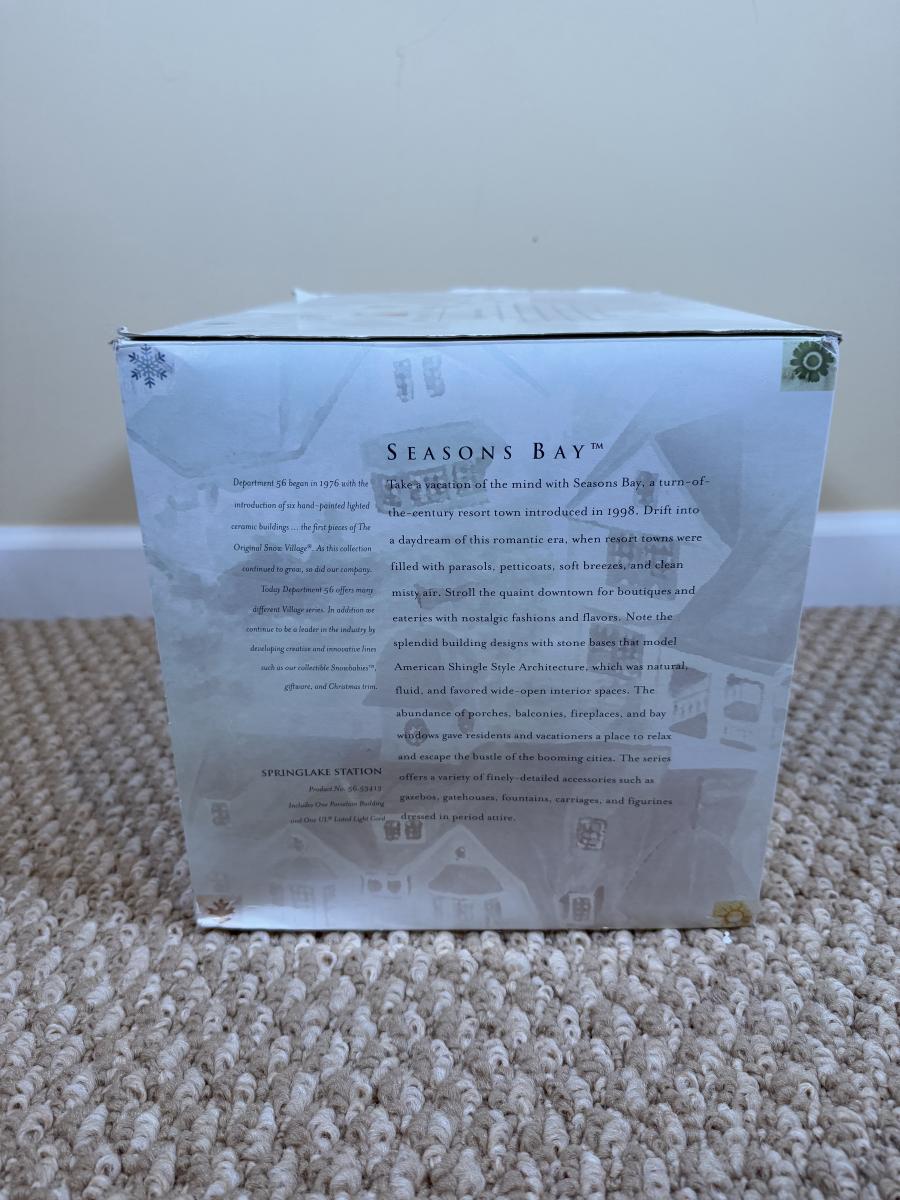 SEASONS BAY™
Department 56 began in 1976 with the
introduction of six hand-painted lighted
ceramic buildings ... the first pieces of The
Original Snow Village®. As this collection
continued to grow, so did our company.
Today Department 56 offers many
different Village series. In addition we
continue to be a leader in the industry by
developing creative and innovative lines
such as our collectible Snowbabies™,
giftware, and Christmas trim.
SPRINGLAKE STATION
Product No. 56-53413
Includes One Porcelain Building
and One UL® Listed Light Cord
Take a vacation of the mind with Seasons Bay, a turn-of-
the-century resort town introduced in 1998. Drift into
a daydream of this romantic era, when resort towns were
filled with parasols, petticoats, soft breezes, and clean
misty air. Stroll the quaint downtown for boutiques and
eateries with nostalgic fashions and flavors. Note the
splendid building designs with stone bases that model
American Shingle Style Architecture, which was natural,
fluid, and favored wide-open interior spaces. The
abundance of porches, balconies, fireplaces, and bay
windows gave residents and vacationers a place to relax
and escape the bustle of the booming cities. The series
offers a variety of finely-detailed accessories such as
gazebos, gatehouses, fountains, carriages, and figurines
dressed in period attire.